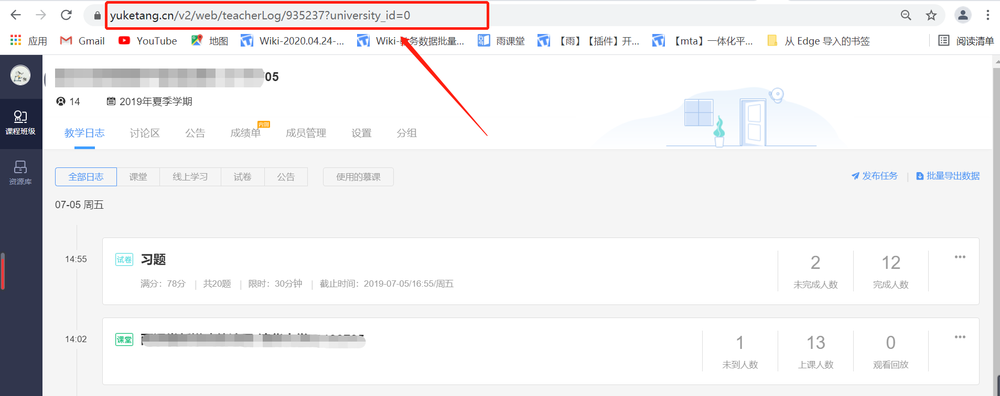 yuketang.cn/v2/web/teacherLog/935237?university_id=0
应用 Gmail YouTube 地图 Wiki-2020.04.24-... Wiki-教务数据批量... 雨课堂 【雨】【插件】开... 【mta】一体化平... 从 Edge 导入的书签 阅读清单
05
14 2019年夏季学期
课程班级
教学日志 讨论区 公告 成绩单 内测 成员管理 设置 分组
资源库
全部日志 课堂 线上学习 试卷 公告 使用的慕课 发布任务 批量导出数据
07-05 周五
14:55 试卷 习题 2 12
满分：78分 | 共20题 | 限时：30分钟 | 截止时间：2019-07-05/16:55/周五 未完成人数 完成人数
14:02 课堂 1 13 0
未到人数 上课人数 观看回放